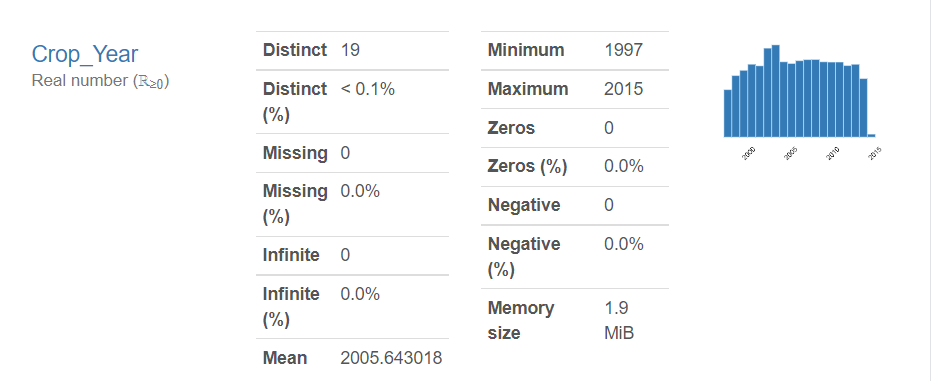 Crop_Year
Real number (ℝ≥0)
Distinct 19
Distinct < 0.1%
(%)
Missing 0
Missing 0.0%
(%)
Infinite 0
Infinite 0.0%
(%)
Mean 2005.643018
Minimum 1997
Maximum 2015
Zeros 0
Zeros (%) 0.0%
Negative 0
Negative 0.0%
(%)
Memory 1.9
size MiB
2000 2005 2010 2015